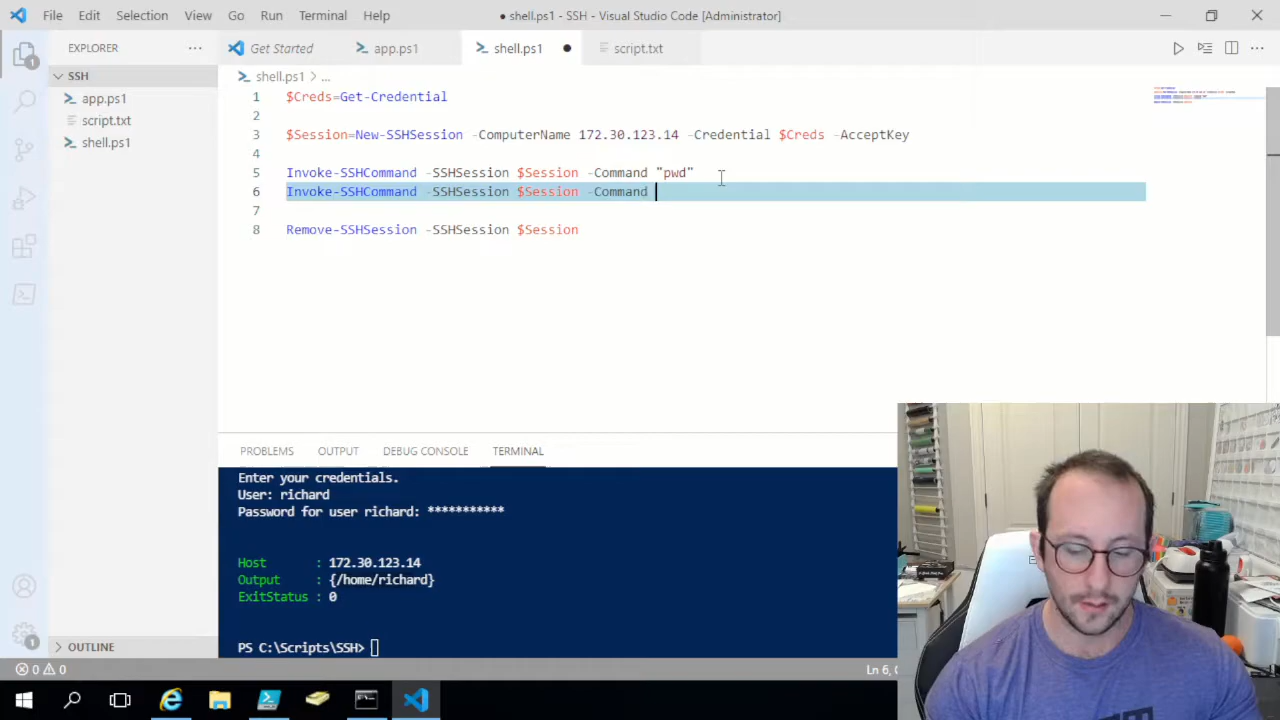 File Edit Selection View Go Run Terminal Help
● shell.ps1 - SSH - Visual Studio Code [Administrator]
EXPLORER
Get Started
app.ps1
shell.ps1
script.txt
SSH
app.ps1
script.txt
shell.ps1
OUTLINE
shell.ps1 > ...
1 $Creds=Get-Credential
2
3 $Session=New-SSHSession -ComputerName 172.30.123.14 -Credential $Creds -AcceptKey
4
5 Invoke-SSHCommand -SSHSession $Session -Command "pwd"
6 Invoke-SSHCommand -SSHSession $Session -Command
7
8 Remove-SSHSession -SSHSession $Session
PROBLEMS OUTPUT DEBUG CONSOLE TERMINAL
Enter your credentials.
User: richard
Password for user richard: ***********
Host : 172.30.123.14
Output : {/home/richard}
ExitStatus : 0
PS C:\Scripts\SSH>
0 0
Ln 6,